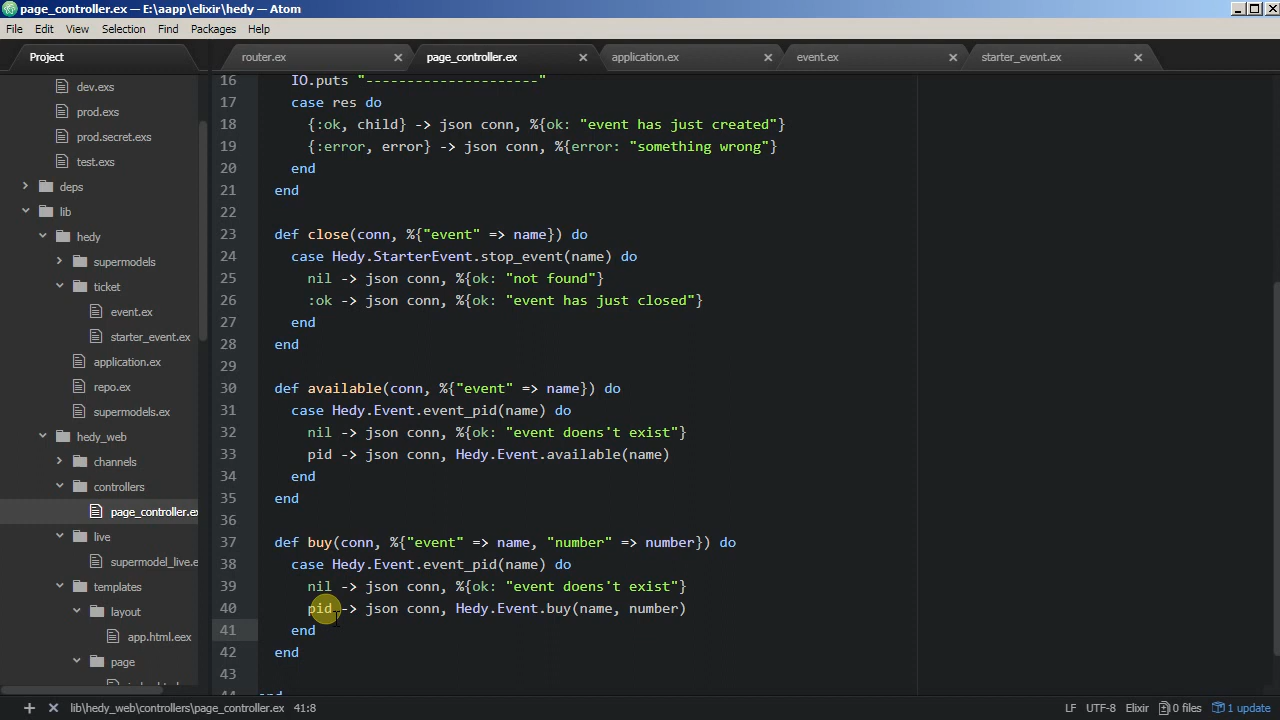 page_controller.ex — E:\aapp\elixir\hedy — Atom
File Edit View Selection Find Packages Help
Project
router.ex
page_controller.ex
application.ex
event.ex
starter_event.ex
dev.exs
prod.exs
prod.secret.exs
test.exs
deps
lib
hedy
supermodels
ticket
event.ex
starter_event.ex
application.ex
repo.ex
supermodels.ex
hedy_web
channels
controllers
page_controller.ex
live
supermodel_live.e
templates
layout
app.html.eex
page
16 IO.puts "---------------------"
17 case res do
18 {:ok, child} -> json conn, %{ok: "event has just created"}
19 {:error, error} -> json conn, %{error: "something wrong"}
20 end
21 end
22
23 def close(conn, %{"event" => name}) do
24 case Hedy.StarterEvent.stop_event(name) do
25 nil -> json conn, %{ok: "not found"}
26 :ok -> json conn, %{ok: "event has just closed"}
27 end
28 end
29
30 def available(conn, %{"event" => name}) do
31 case Hedy.Event.event_pid(name) do
32 nil -> json conn, %{ok: "event doens't exist"}
33 pid -> json conn, Hedy.Event.available(name)
34 end
35 end
36
37 def buy(conn, %{"event" => name, "number" => number}) do
38 case Hedy.Event.event_pid(name) do
39 nil -> json conn, %{ok: "event doens't exist"}
40 pid -> json conn, Hedy.Event.buy(name, number)
41 end
42 end
43
44 end
lib\hedy_web\controllers\page_controller.ex 41:8
LF UTF-8 Elixir 0 files 1 update